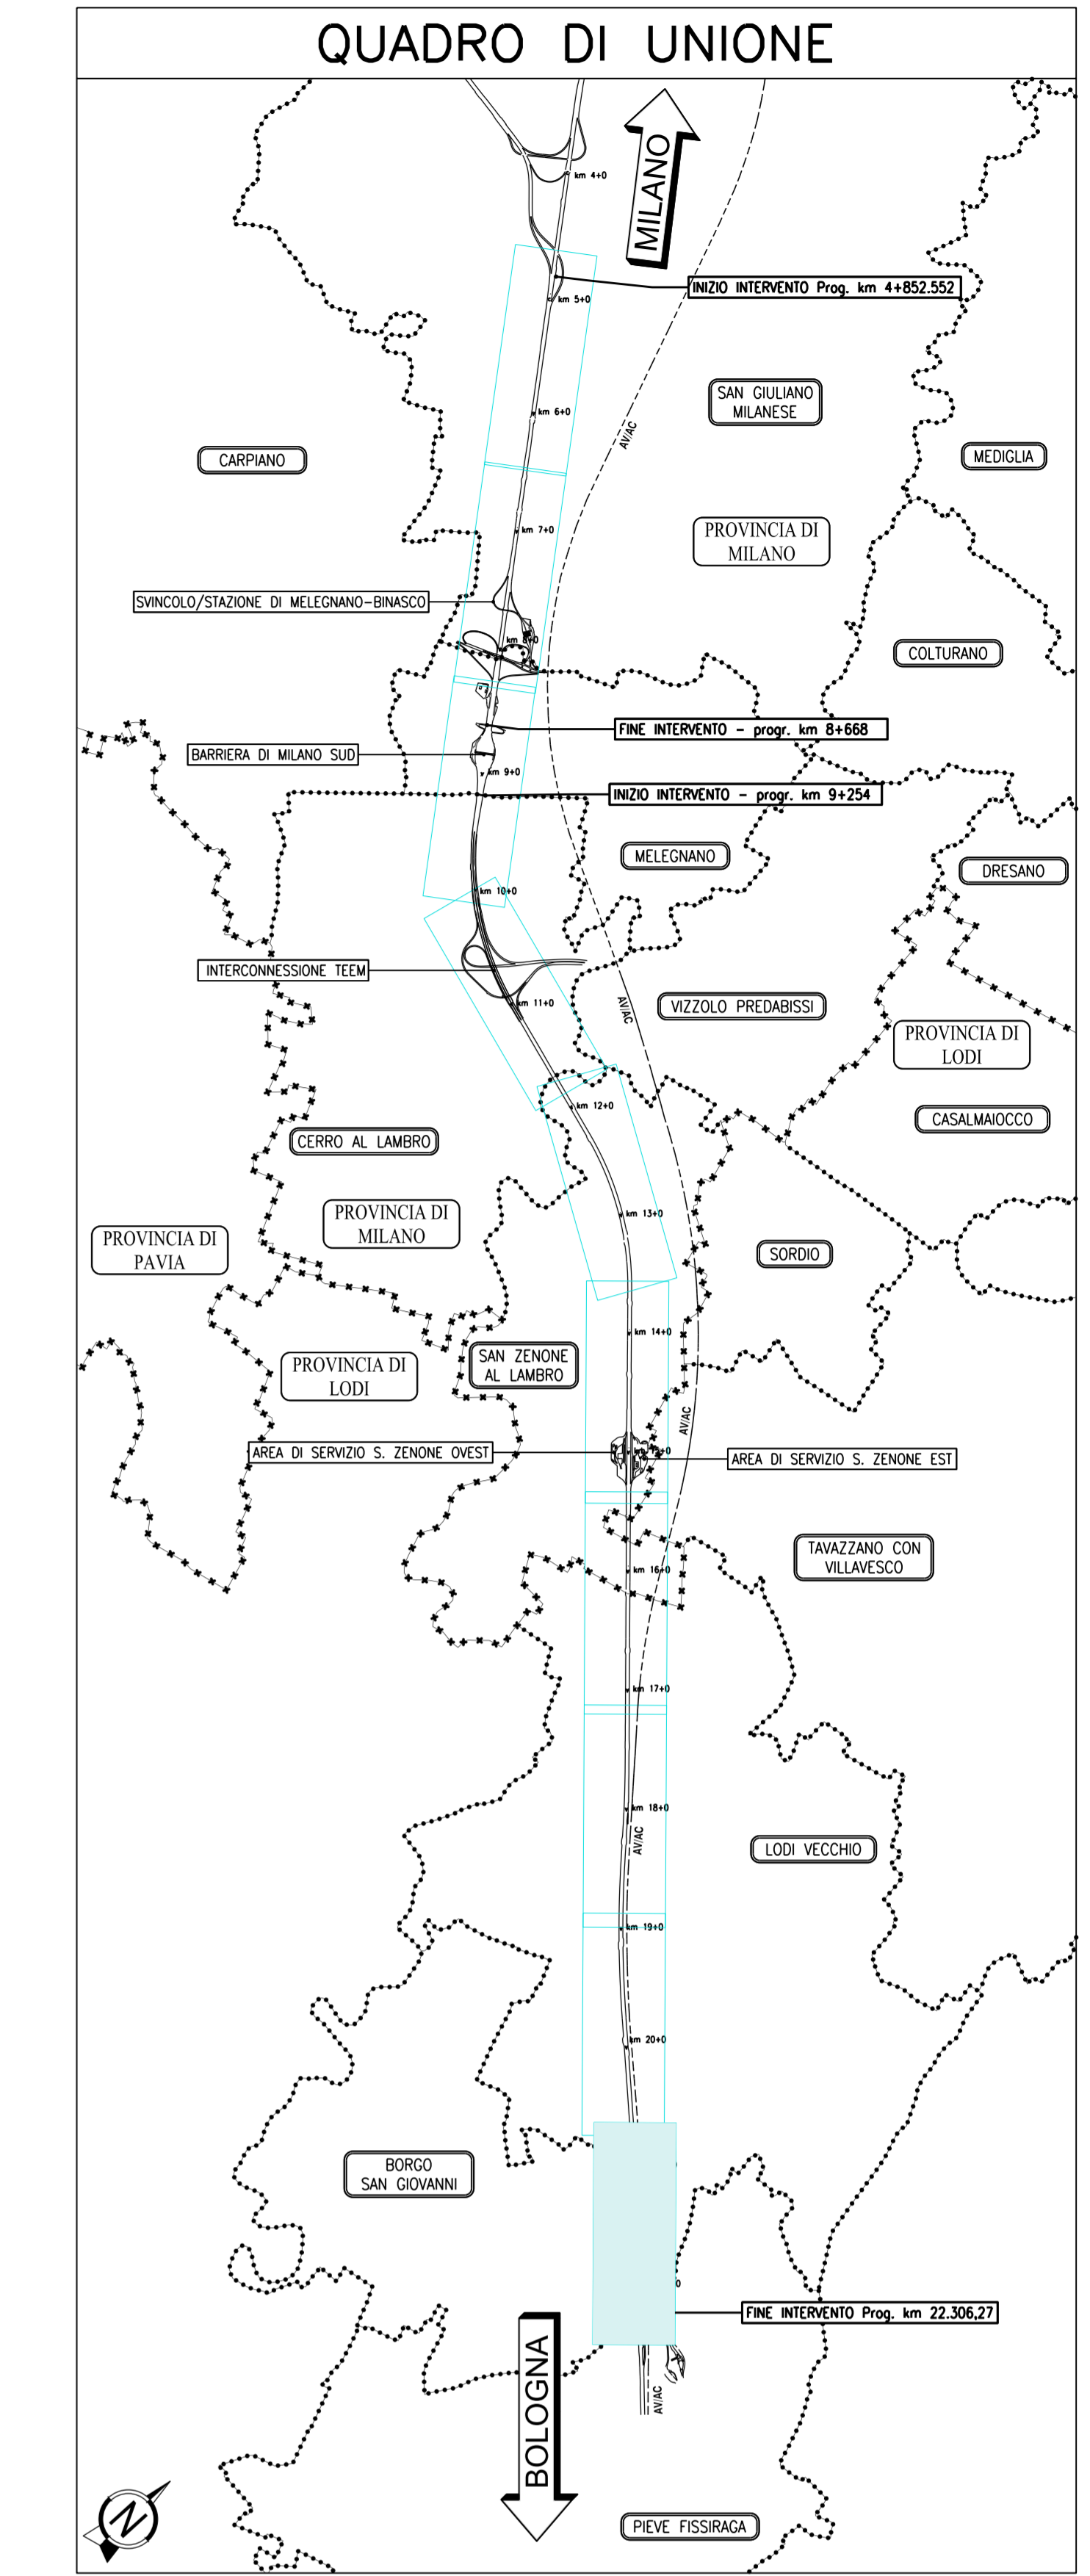 QUADRO DI UNIONE
MILANO
km 4+0
INIZIO INTERVENTO Prog. km 4+852.552
km 5+0
SAN GIULIANO
MILANESE
km 6+0
AV/AC
CARPIANO
MEDIGLIA
km 7+0
PROVINCIA DI
MILANO
SVINCOLO/STAZIONE DI MELEGNANO-BINASCO
COLTURANO
FINE INTERVENTO - progr. km 8+668
BARRIERA DI MILANO SUD
km 9+0
INIZIO INTERVENTO - progr. km 9+254
MELEGNANO
DRESANO
km 10+0
INTERCONNESSIONE TEEM
km 11+0
AV/AC
VIZZOLO PREDABISSI
PROVINCIA DI
LODI
km 12+0
CASALMAIOCCO
CERRO AL LAMBRO
PROVINCIA DI
MILANO
km 13+0
PROVINCIA DI
PAVIA
SORDIO
km 14+0
SAN ZENONE
AL LAMBRO
PROVINCIA DI
LODI
AV/AC
AREA DI SERVIZIO S. ZENONE OVEST
AREA DI SERVIZIO S. ZENONE EST
TAVAZZANO CON
VILLAVESCO
km 16+0
km 17+0
km 18+0
AV/AC
LODI VECCHIO
km 19+0
km 20+0
BORGO
SAN GIOVANNI
FINE INTERVENTO Prog. km 22.306,27
BOLOGNA
AV/AC
N
PIEVE FISSIRAGA